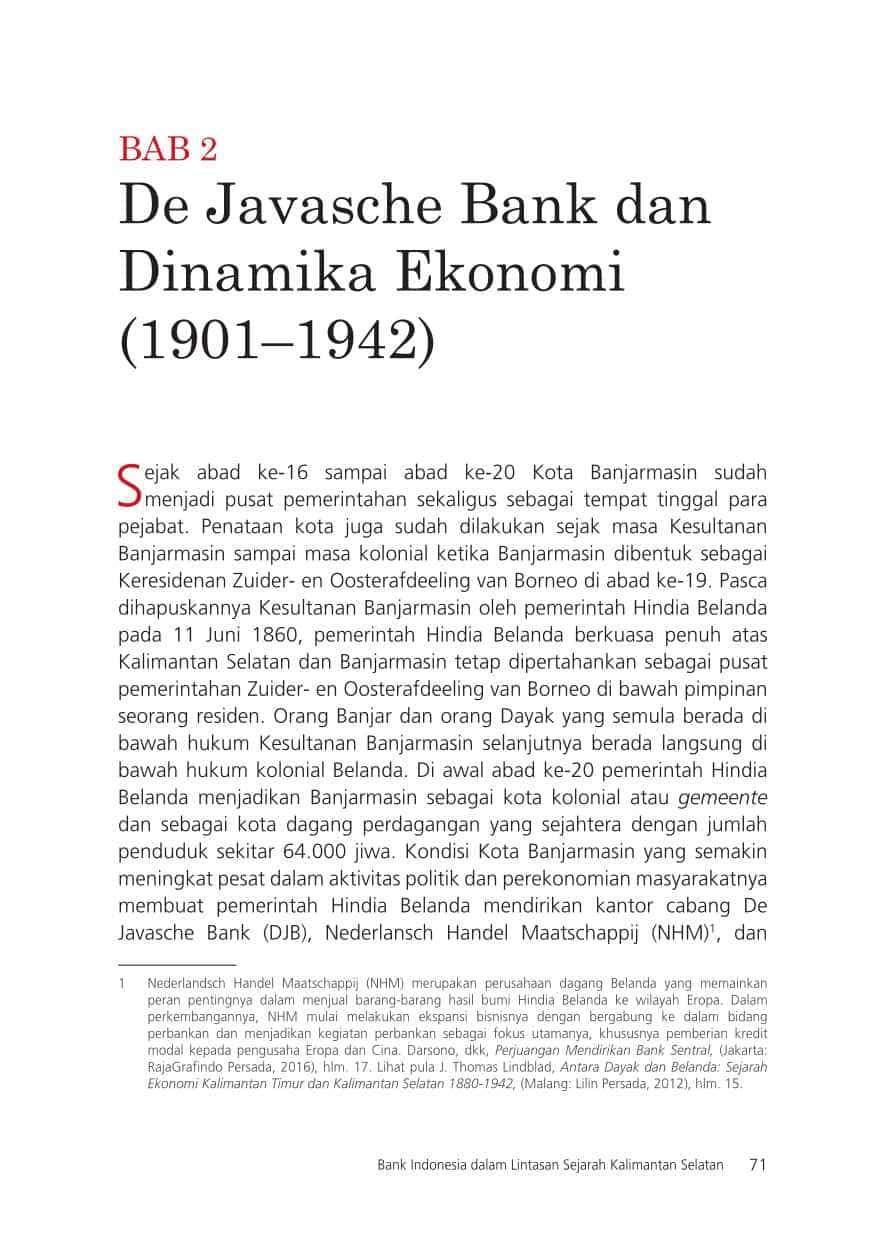 BAB 2
De Javasche Bank dan
Dinamika Ekonomi
(1901–1942)
Sejak abad ke-16 sampai abad ke-20 Kota Banjarmasin sudah
menjadi pusat pemerintahan sekaligus sebagai tempat tinggal para
pejabat. Penataan kota juga sudah dilakukan sejak masa Kesultanan
Banjarmasin sampai masa kolonial ketika Banjarmasin dibentuk sebagai
Keresidenan Zuider- en Oosterafdeeling van Borneo di abad ke-19. Pasca
dihapuskannya Kesultanan Banjarmasin oleh pemerintah Hindia Belanda
pada 11 Juni 1860, pemerintah Hindia Belanda berkuasa penuh atas
Kalimantan Selatan dan Banjarmasin tetap dipertahankan sebagai pusat
pemerintahan Zuider- en Oosterafdeeling van Borneo di bawah pimpinan
seorang residen. Orang Banjar dan orang Dayak yang semula berada di
bawah hukum Kesultanan Banjarmasin selanjutnya berada langsung di
bawah hukum kolonial Belanda. Di awal abad ke-20 pemerintah Hindia
Belanda menjadikan Banjarmasin sebagai kota kolonial atau gemeente
dan sebagai kota dagang perdagangan yang sejahtera dengan jumlah
penduduk sekitar 64.000 jiwa. Kondisi Kota Banjarmasin yang semakin
meningkat pesat dalam aktivitas politik dan perekonomian masyarakatnya
membuat pemerintah Hindia Belanda mendirikan kantor cabang De
Javasche Bank (DJB), Nederlansch Handel Maatschappij (NHM)1, dan
1 Nederlandsch Handel Maatschappij (NHM) merupakan perusahaan dagang Belanda yang memainkan
peran pentingnya dalam menjual barang-barang hasil bumi Hindia Belanda ke wilayah Eropa. Dalam
perkembangannya, NHM mulai melakukan ekspansi bisnisnya dengan bergabung ke dalam bidang
perbankan dan menjadikan kegiatan perbankan sebagai fokus utamanya, khususnya pemberian kredit
modal kepada pengusaha Eropa dan Cina. Darsono, dkk, Perjuangan Mendirikan Bank Sentral, (Jakarta:
RajaGrafindo Persada, 2016), hlm. 17. Lihat pula J. Thomas Lindblad, Antara Dayak dan Belanda: Sejarah
Ekonomi Kalimantan Timur dan Kalimantan Selatan 1880-1942, (Malang: Lilin Persada, 2012), hlm. 15.
Bank Indonesia dalam Lintasan Sejarah Kalimantan Selatan 71